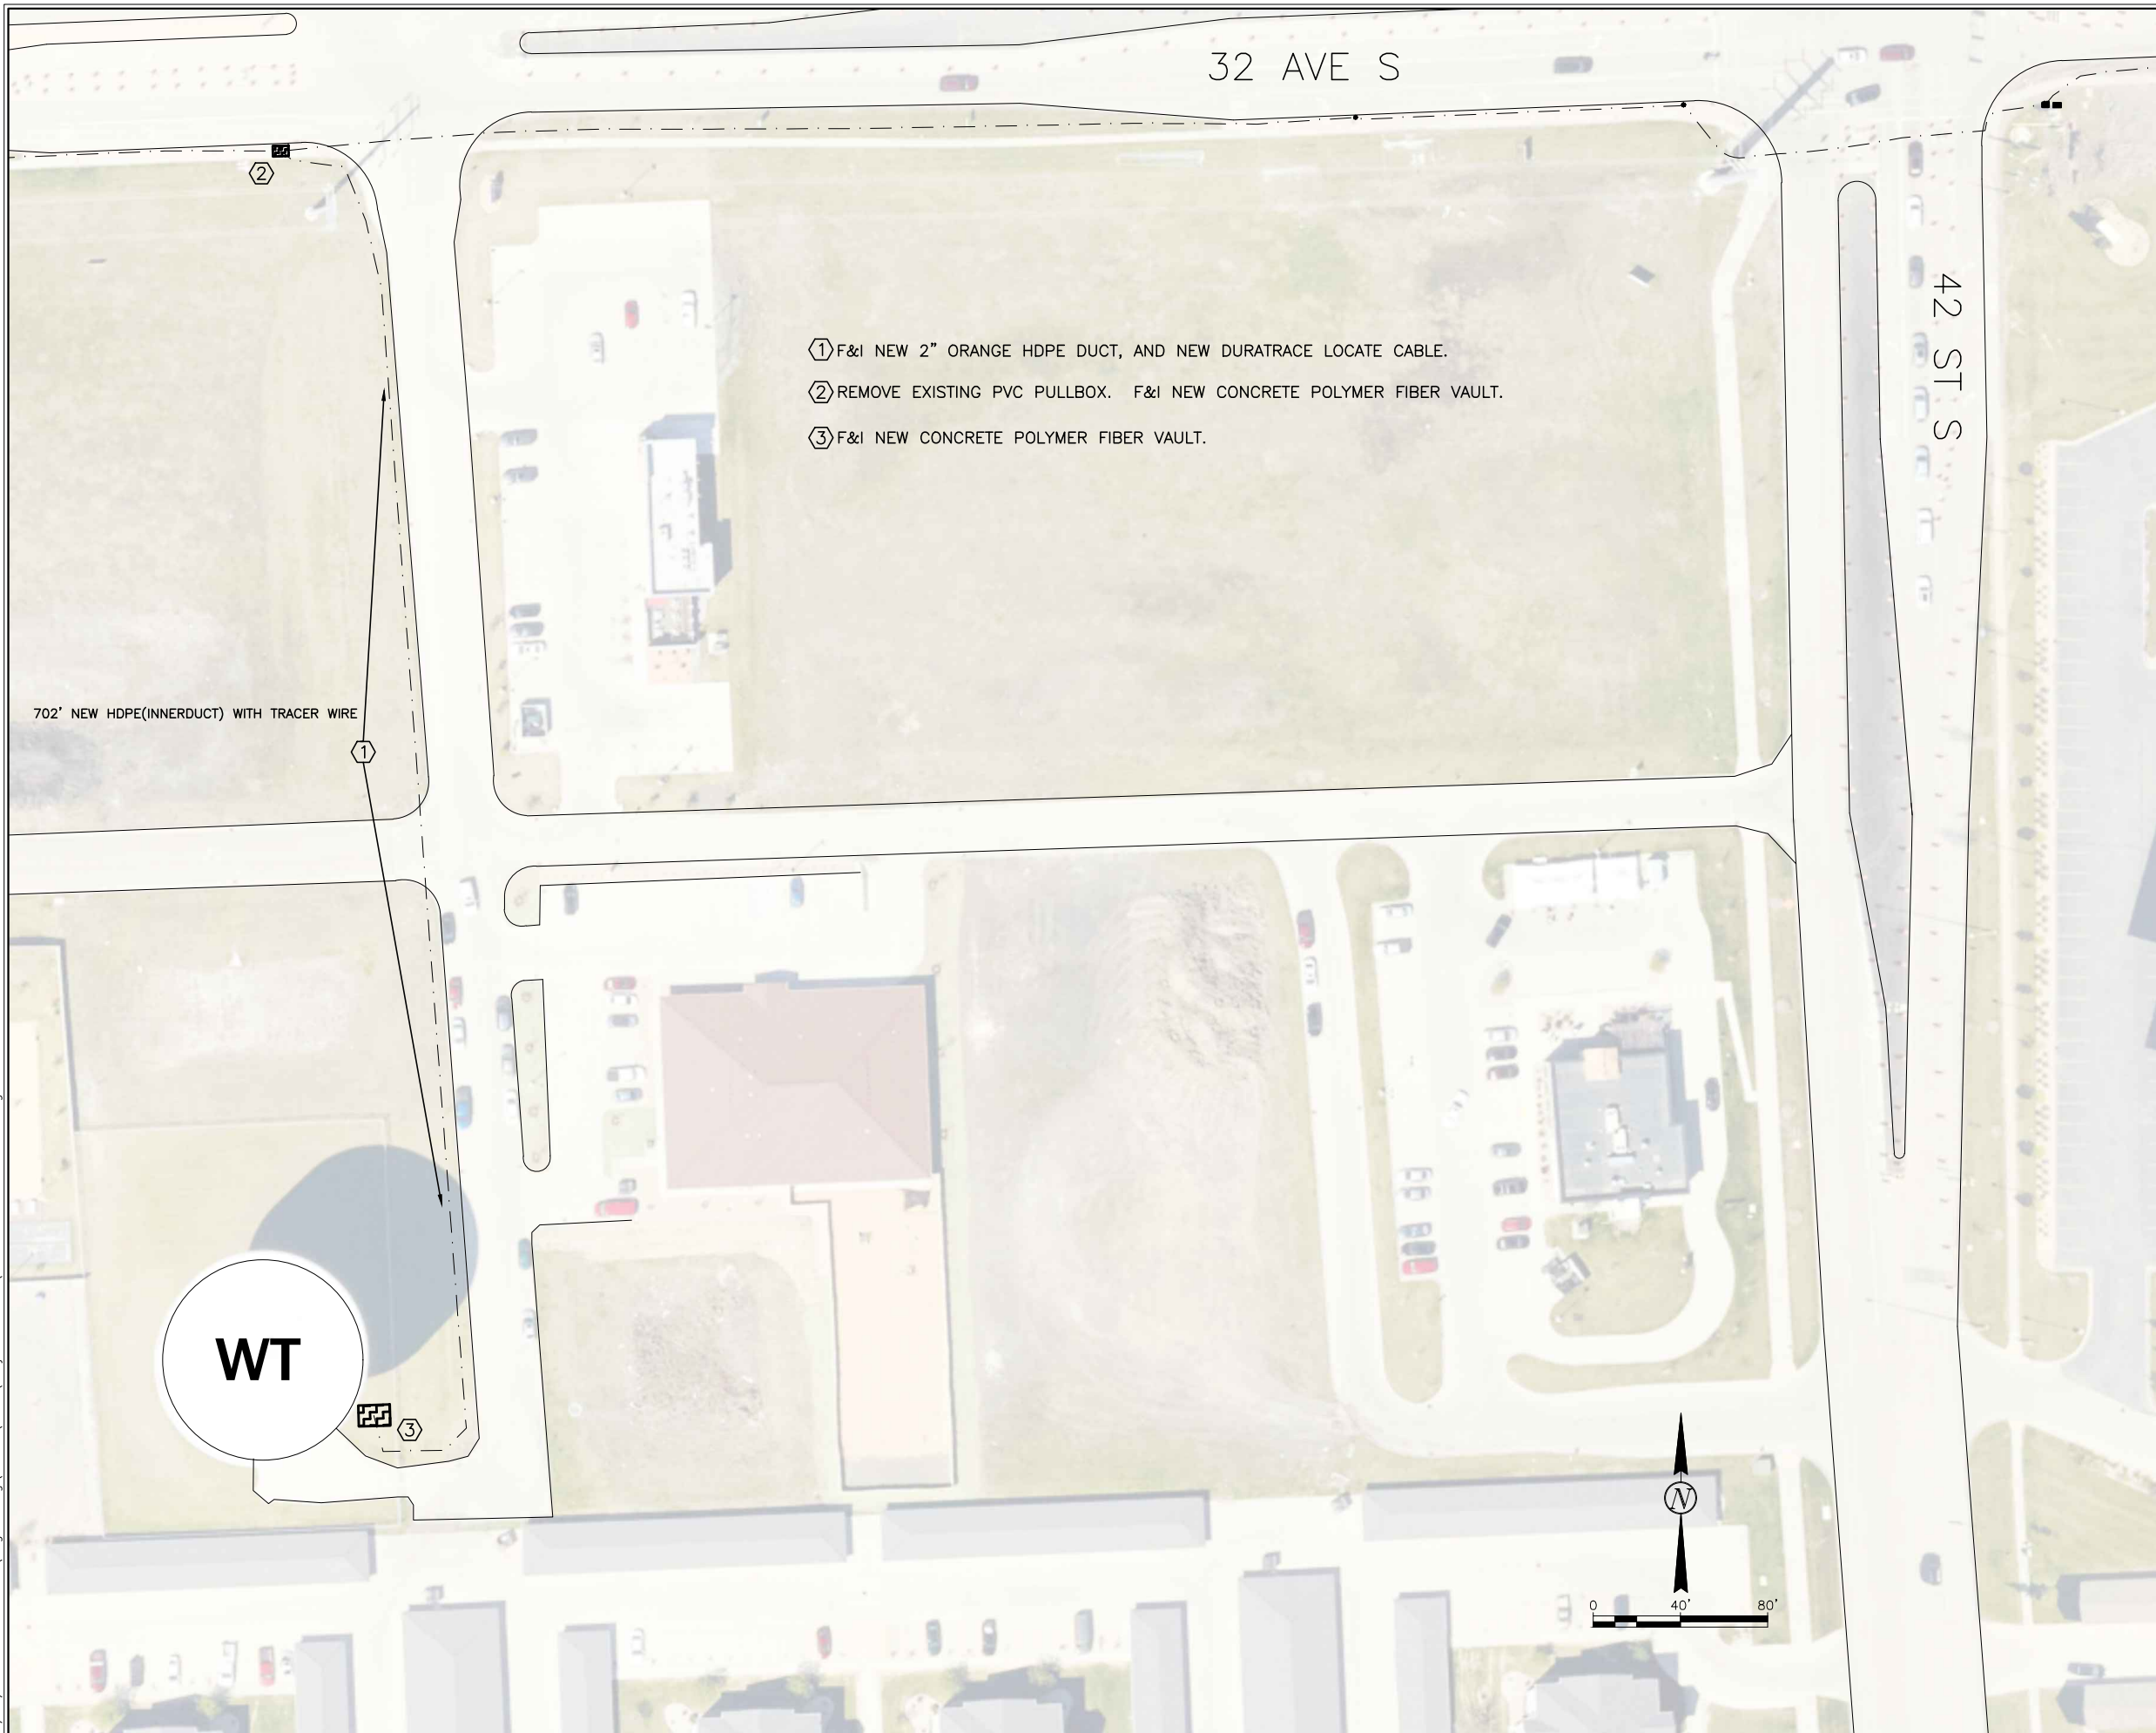 32 AVE S
2
42 ST S
1 F&I NEW 2" ORANGE HDPE DUCT, AND NEW DURATRACE LOCATE CABLE.
2 REMOVE EXISTING PVC PULLBOX. F&I NEW CONCRETE POLYMER FIBER VAULT.
3 F&I NEW CONCRETE POLYMER FIBER VAULT.
702' NEW HDPE(INNERDUCT) WITH TRACER WIRE
1
WT
3
N
0 40' 80'